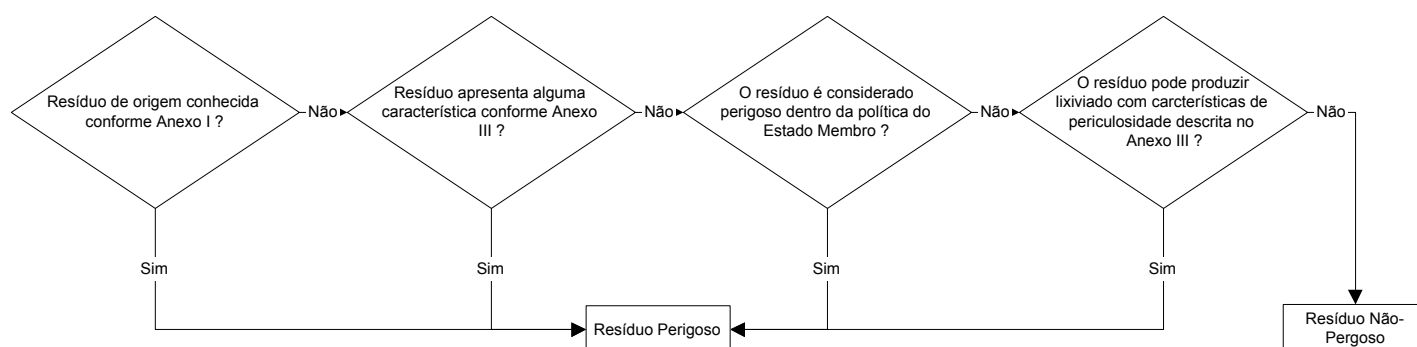 Resíduo de origem conhecida
conforme Anexo I ?
Não
Resíduo apresenta alguma
característica conforme Anexo
III ?
Não
O resíduo é considerado
perigoso dentro da política do
Estado Membro ?
Não
O resíduo pode produzir
lixiviado com carcterísticas de
periculosidade descrita no
Anexo III ?
Não
Sim
Sim
Sim
Sim
Resíduo Perigoso
Resíduo Não-
Pergoso